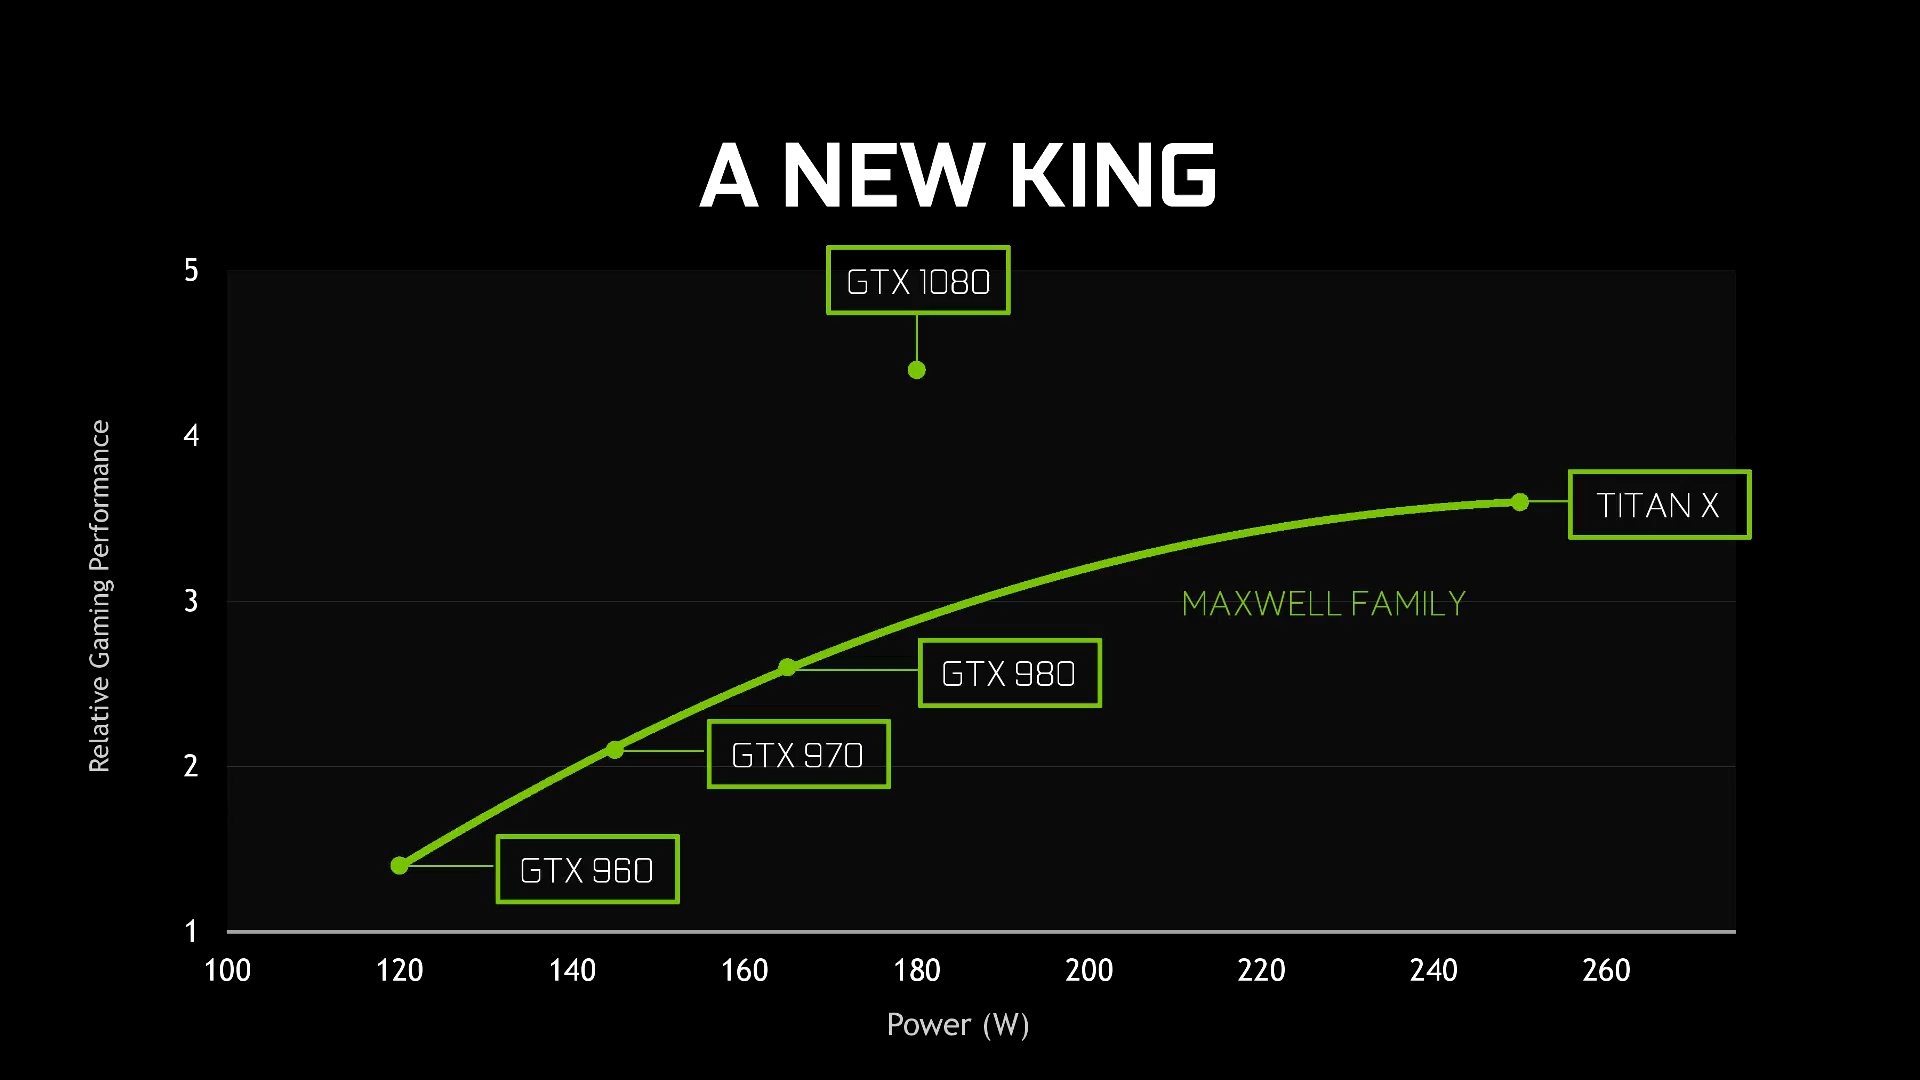 A NEW KING
5
GTX 1080
4
TITAN X
3
MAXWELL FAMILY
GTX 980
GTX 970
2
GTX 960
1
100 120 140 160 180 200 220 240 260
Power (W)
Relative Gaming Performance